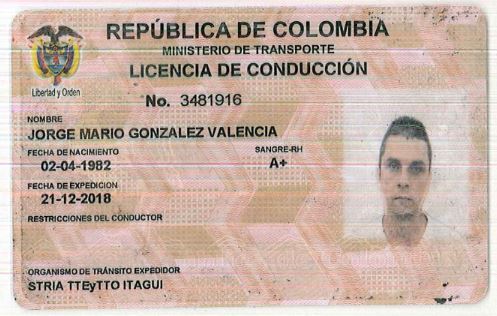 REPÚBLICA DE COLOMBIA
MINISTERIO DE TRANSPORTE
LICENCIA DE CONDUCCIÓN
Libertad y Orden
No. 3481916
NOMBRE
JORGE MARIO GONZALEZ VALENCIA
FECHA DE NACIMIENTO SANGRE-RH
02-04-1982 A+
FECHA DE EXPEDICION
21-12-2018
RESTRICCIONES DEL CONDUCTOR
ORGANISMO DE TRÁNSITO EXPEDIDOR
STRIA TTEyTTO ITAGUI